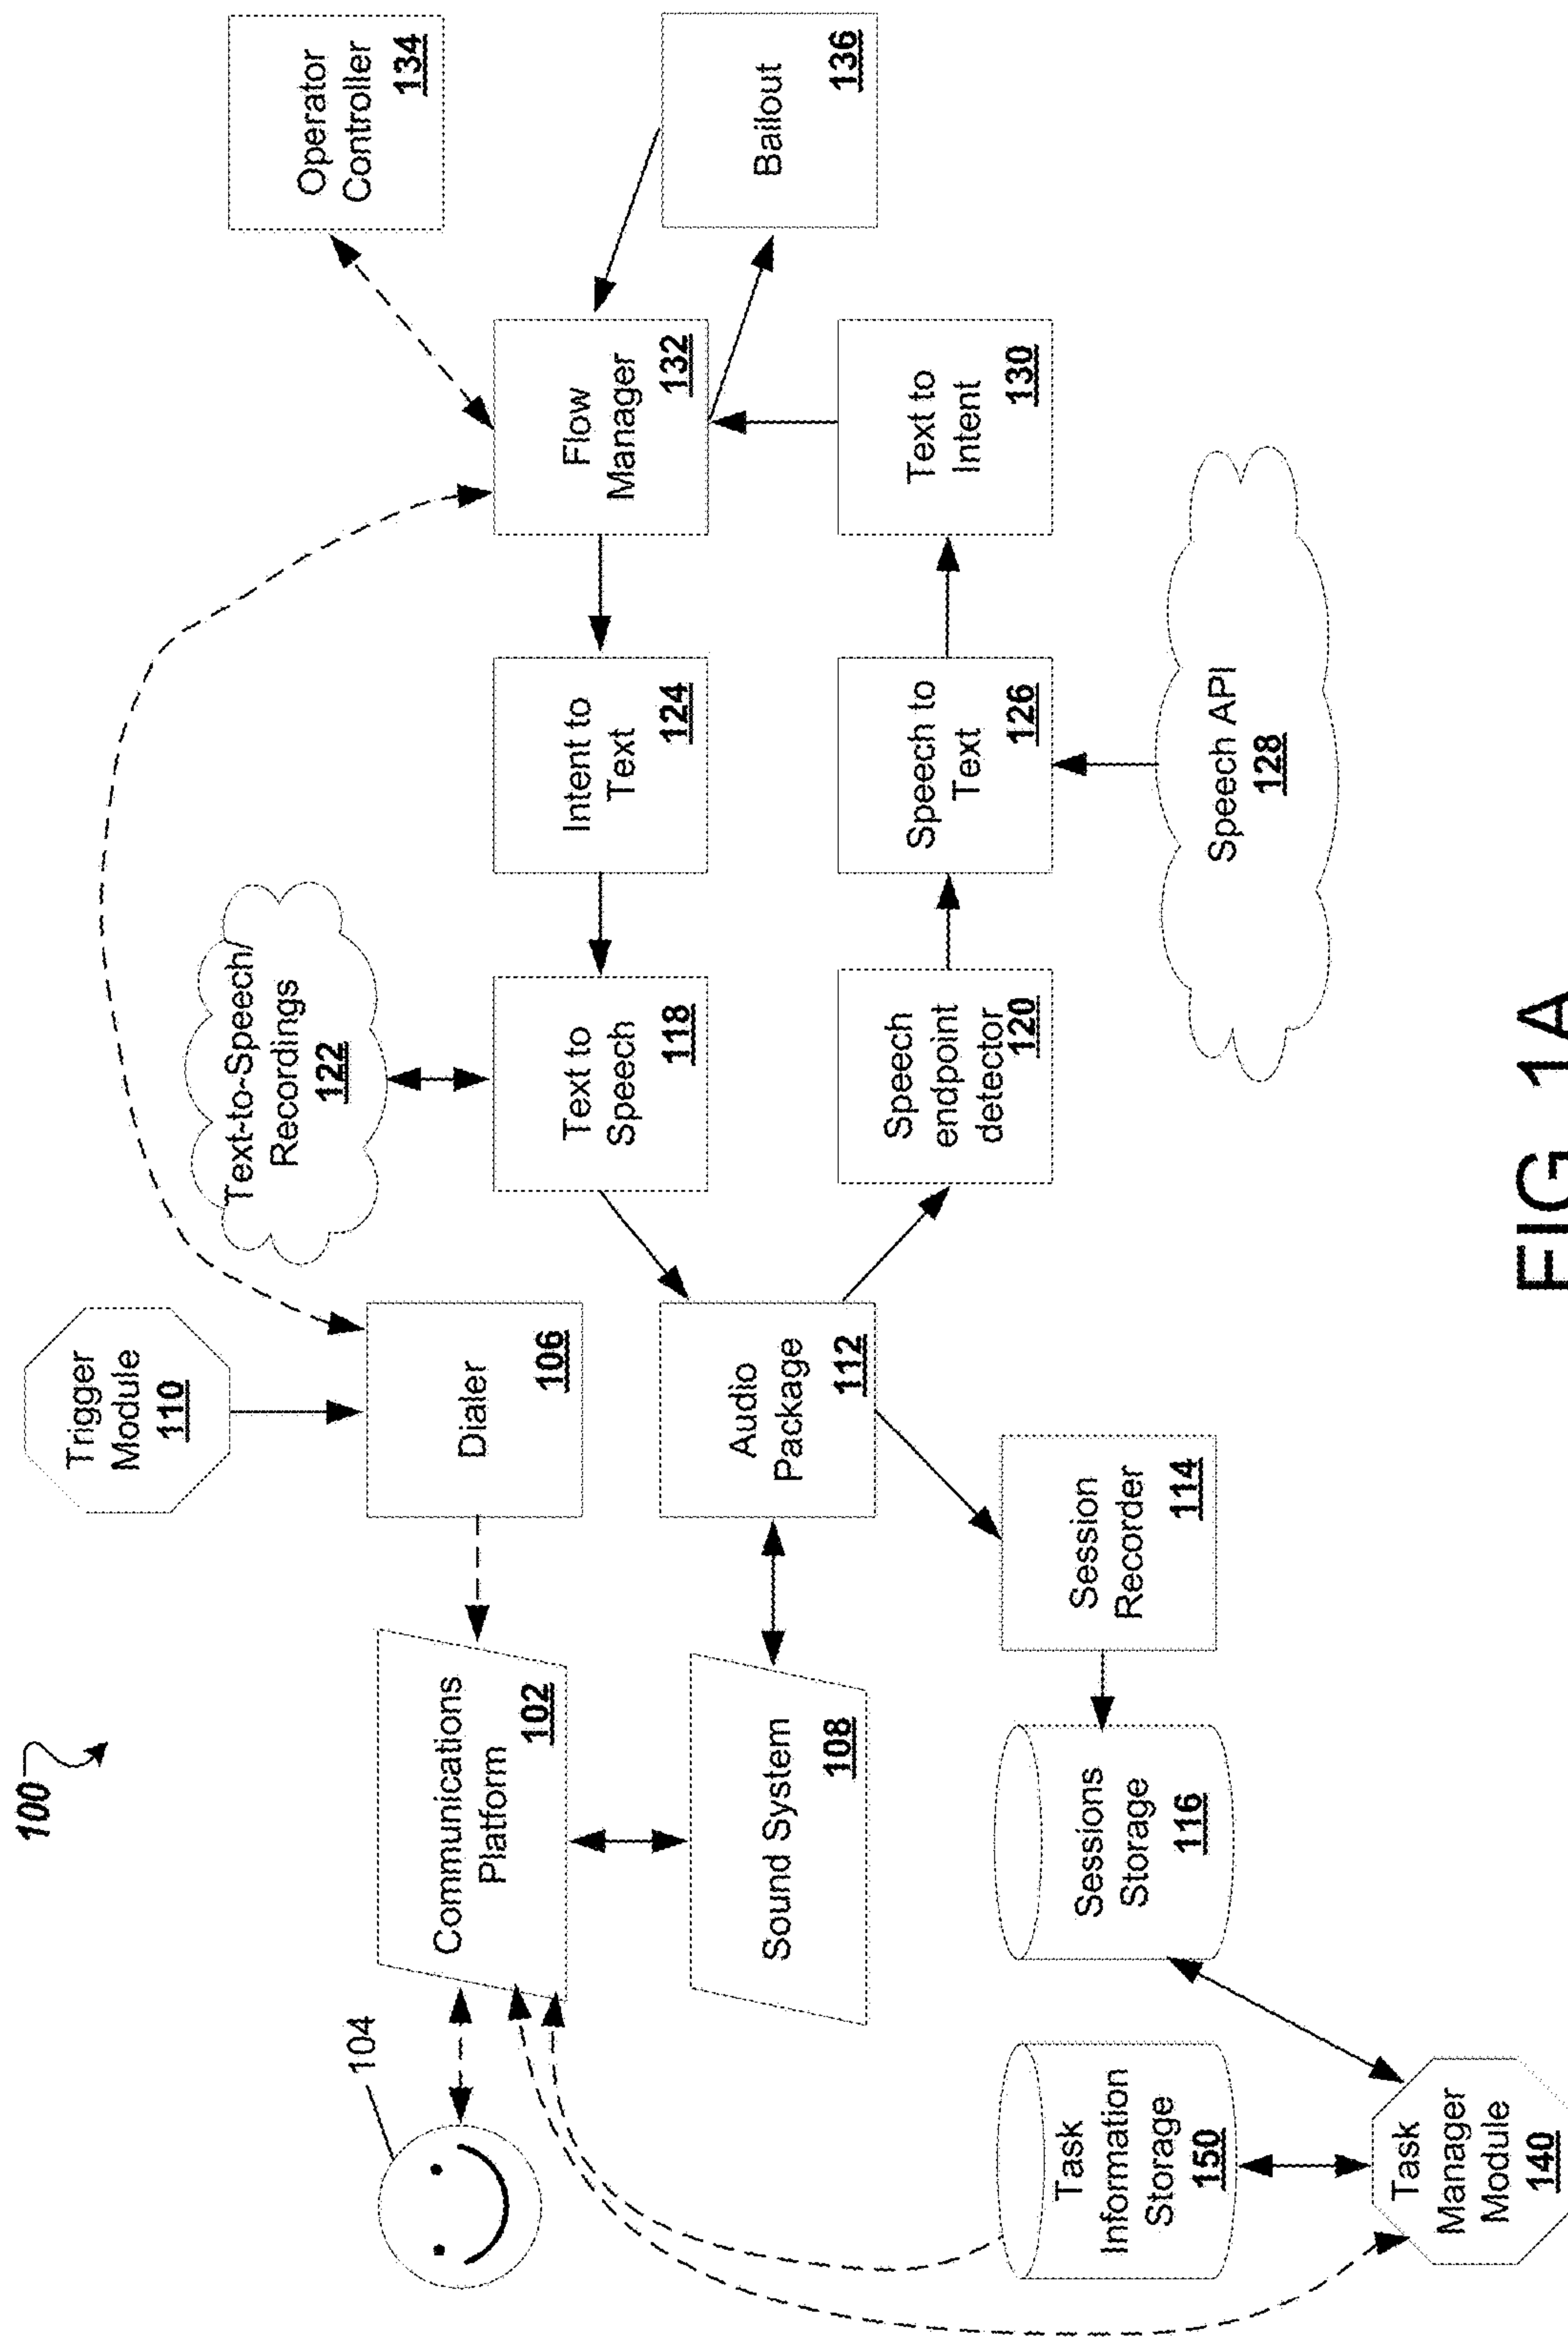 100
Trigger
Module
110
Operator
Controller
134
104
Communications
Platform
102
Dialer
106
Text-to-Speech/
Recordings
122
Text to
Speech
118
Intent to
Text
124
Flow
Manager
132
Bailout
136
Sound System
108
Audio
Package
112
Speech
endpoint
detector
120
Speech to
Text
126
Text to
Intent
130
Task
Information
Storage
150
Sessions
Storage
116
Session
Recorder
114
Speech API
128
Task
Manager
Module
140
FIG. 1A